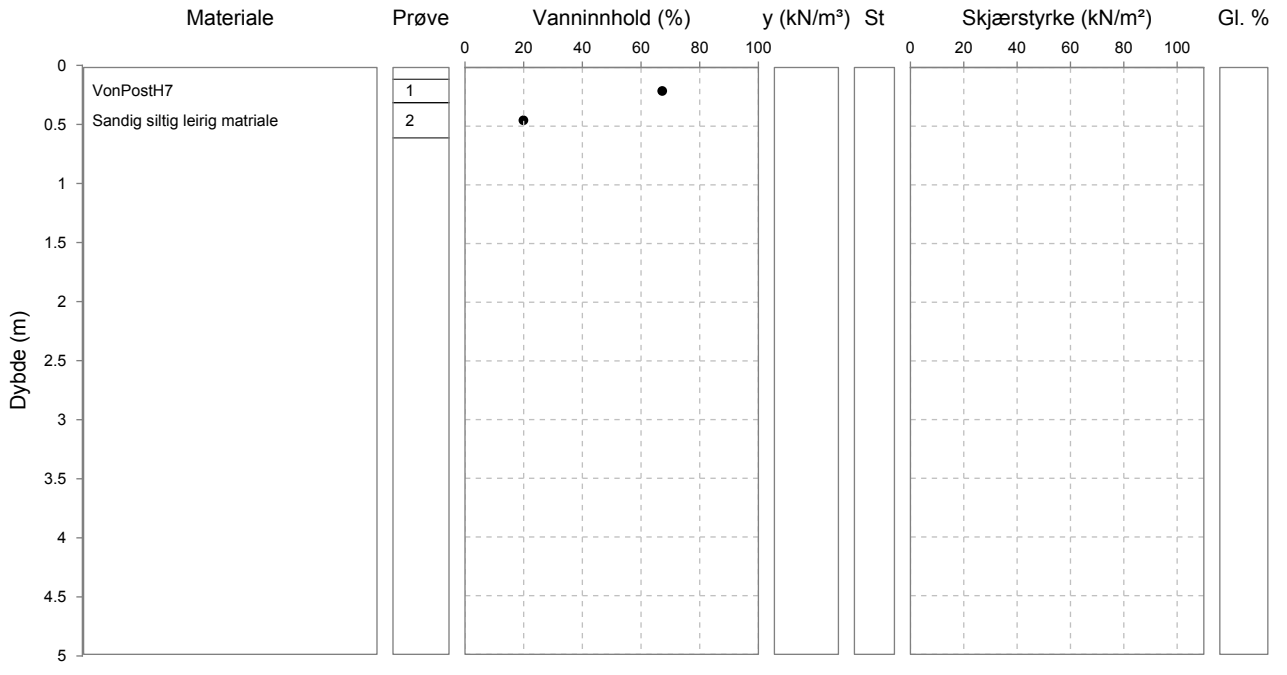 Materiale Prøve Vanninnhold (%) y (kN/m³) St Skjærstyrke (kN/m²) Gl. %
0 20 40 60 80 100 0 20 40 60 80 100
0
VonPostH7 1
Sandig siltig leirig matriale 2
0.5
1
1.5
2
2.5
3
3.5
4
4.5
5
Dybde (m)